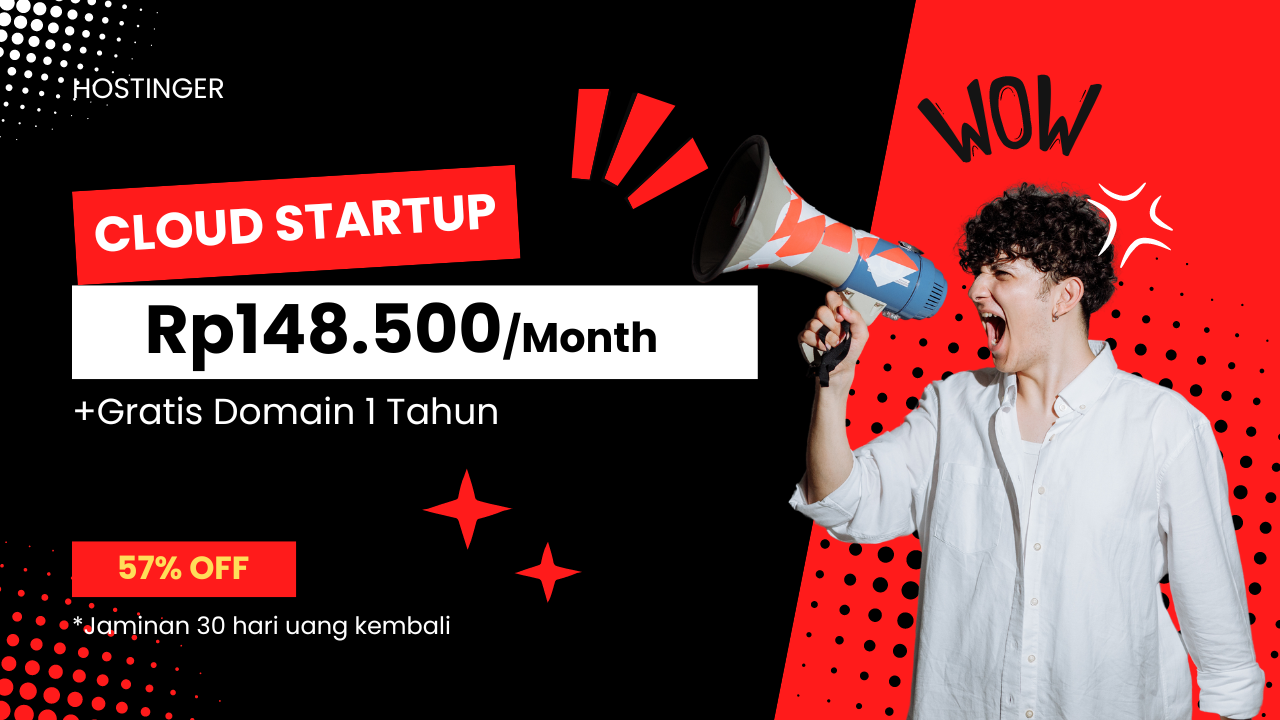 HOSTINGER
WOW
CLOUD STARTUP
Rp148.500/Month
+Gratis Domain 1 Tahun
57% OFF
*Jaminan 30 hari uang kembali